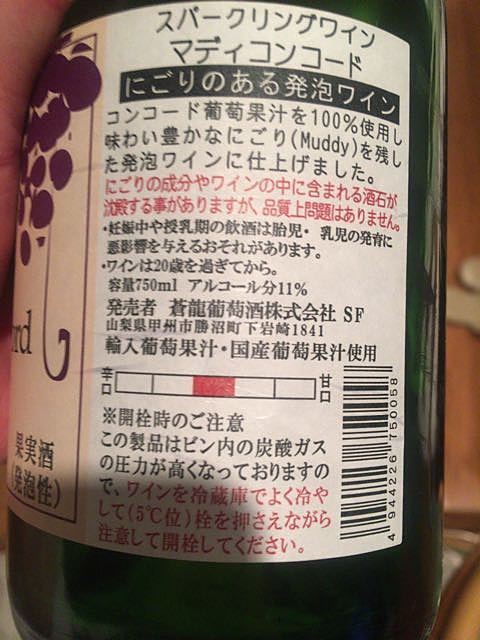 スパークリングワイン
マディコンコード
にごりのある発泡ワイン
コンコード葡萄果汁を100%使用し
味わい豊かなにごり(Muddy)を残し
た発泡ワインに仕上げました。
にごりの成分やワインの中に含まれる酒石が
沈殿する事がありますが、品質上問題はありません。
・妊娠中や授乳期の飲酒は胎児・乳児の発育に
悪影響を与えるおそれがあります。
・ワインは20歳を過ぎてから。
容量750ml アルコール分11%
発売者 蒼龍葡萄酒株式会社 SF
山梨県甲州市勝沼町下岩崎1841
輸入葡萄果汁・国産葡萄果汁使用
辛口 甘口
※開栓時のご注意
この製品はビン内の炭酸ガス
の圧力が高くなっておりますの
で、ワインを冷蔵庫でよく冷や
して(5℃位)栓を押さえながら
注意して開栓してください。
4944226750058
rd
果実酒
(発泡性)